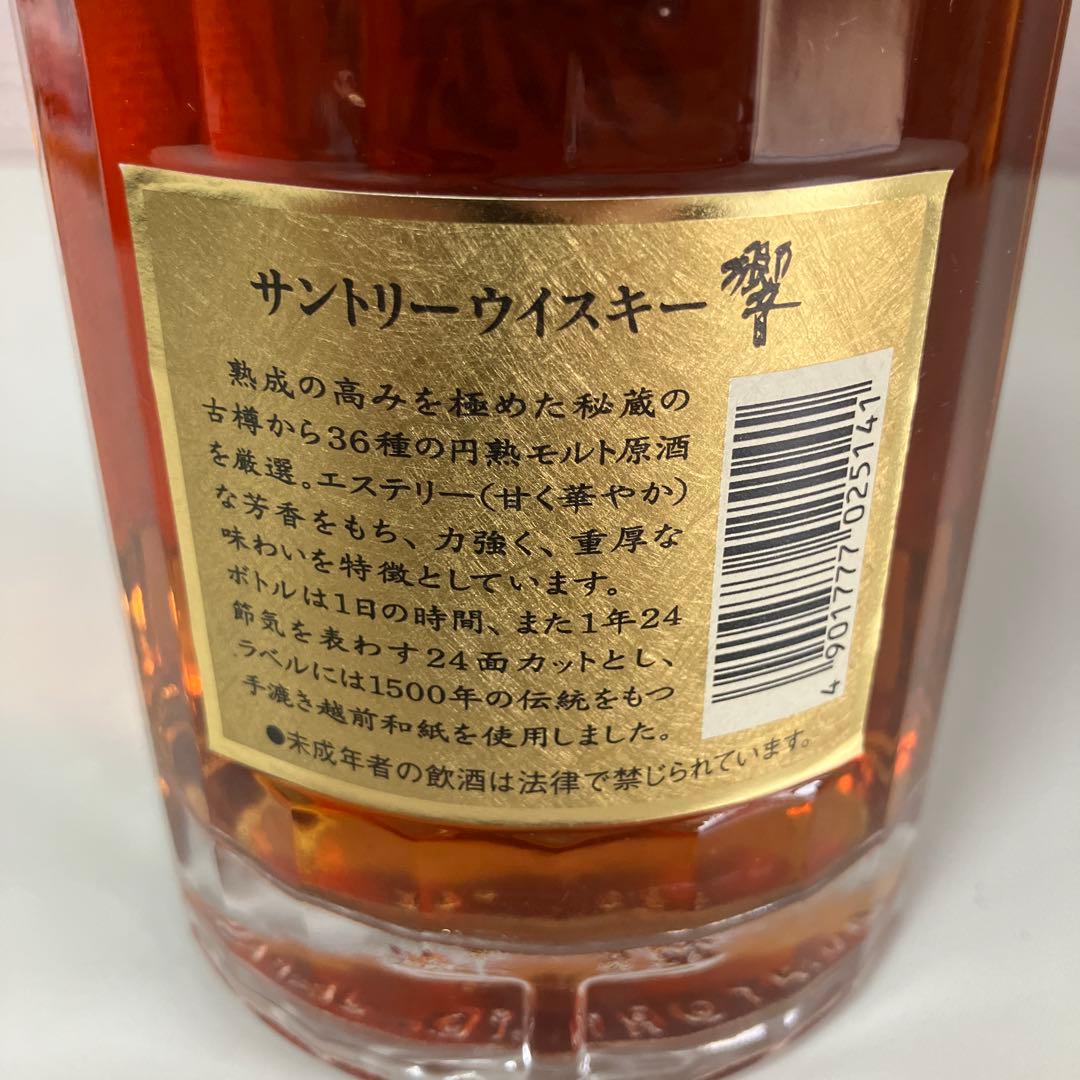 サントリーウイスキー 響
熟成の高みを極めた秘蔵の
古樽から36種の円熟モルト原酒
を厳選。エステリー(甘く華やか)
な芳香をもち、力強く、重厚な
味わいを特徴としています。
ボトルは1日の時間、また1年24
節気を表わす24面カットとし、
ラベルには1500年の伝統をもつ
手漉き越前和紙を使用しました。
●未成年者の飲酒は法律で禁じられています。
4 901777 025141